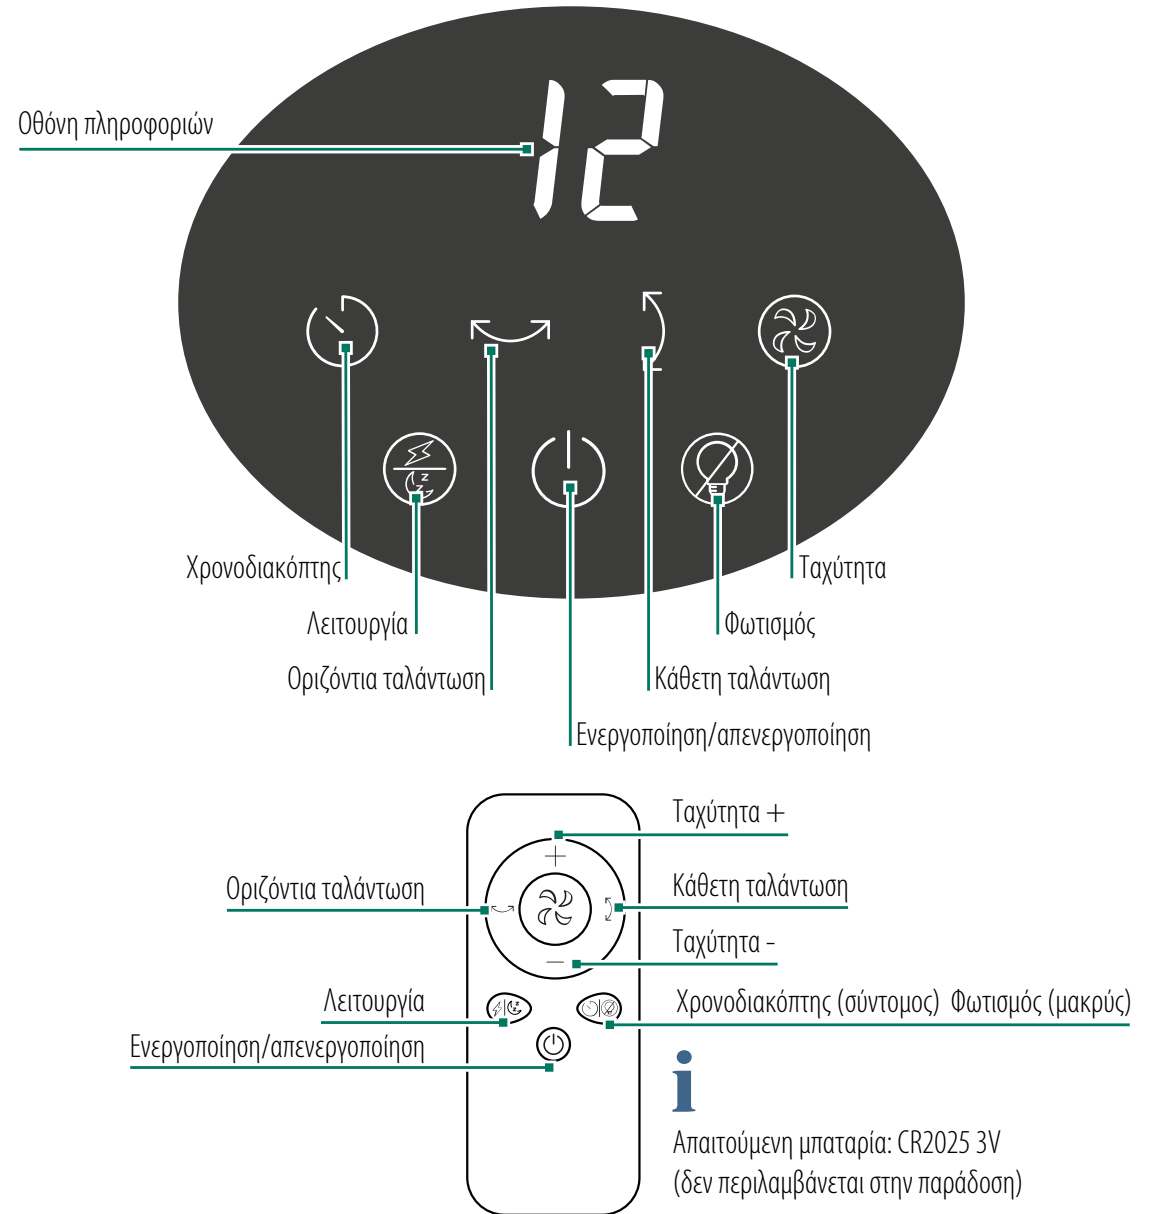 12
Οθόνη πληροφοριών
Χρονοδιακόπτης
Ταχύτητα
Λειτουργία
Φωτισμός
Οριζόντια ταλάντωση
Κάθετη ταλάντωση
Ενεργοποίηση/απενεργοποίηση
Ταχύτητα +
Οριζόντια ταλάντωση
Κάθετη ταλάντωση
Ταχύτητα -
Λειτουργία
Χρονοδιακόπτης (σύντομος) Φωτισμός (μακρύς)
Ενεργοποίηση/απενεργοποίηση
i
Απαιτούμενη μπαταρία: CR2025 3V
(δεν περιλαμβάνεται στην παράδοση)